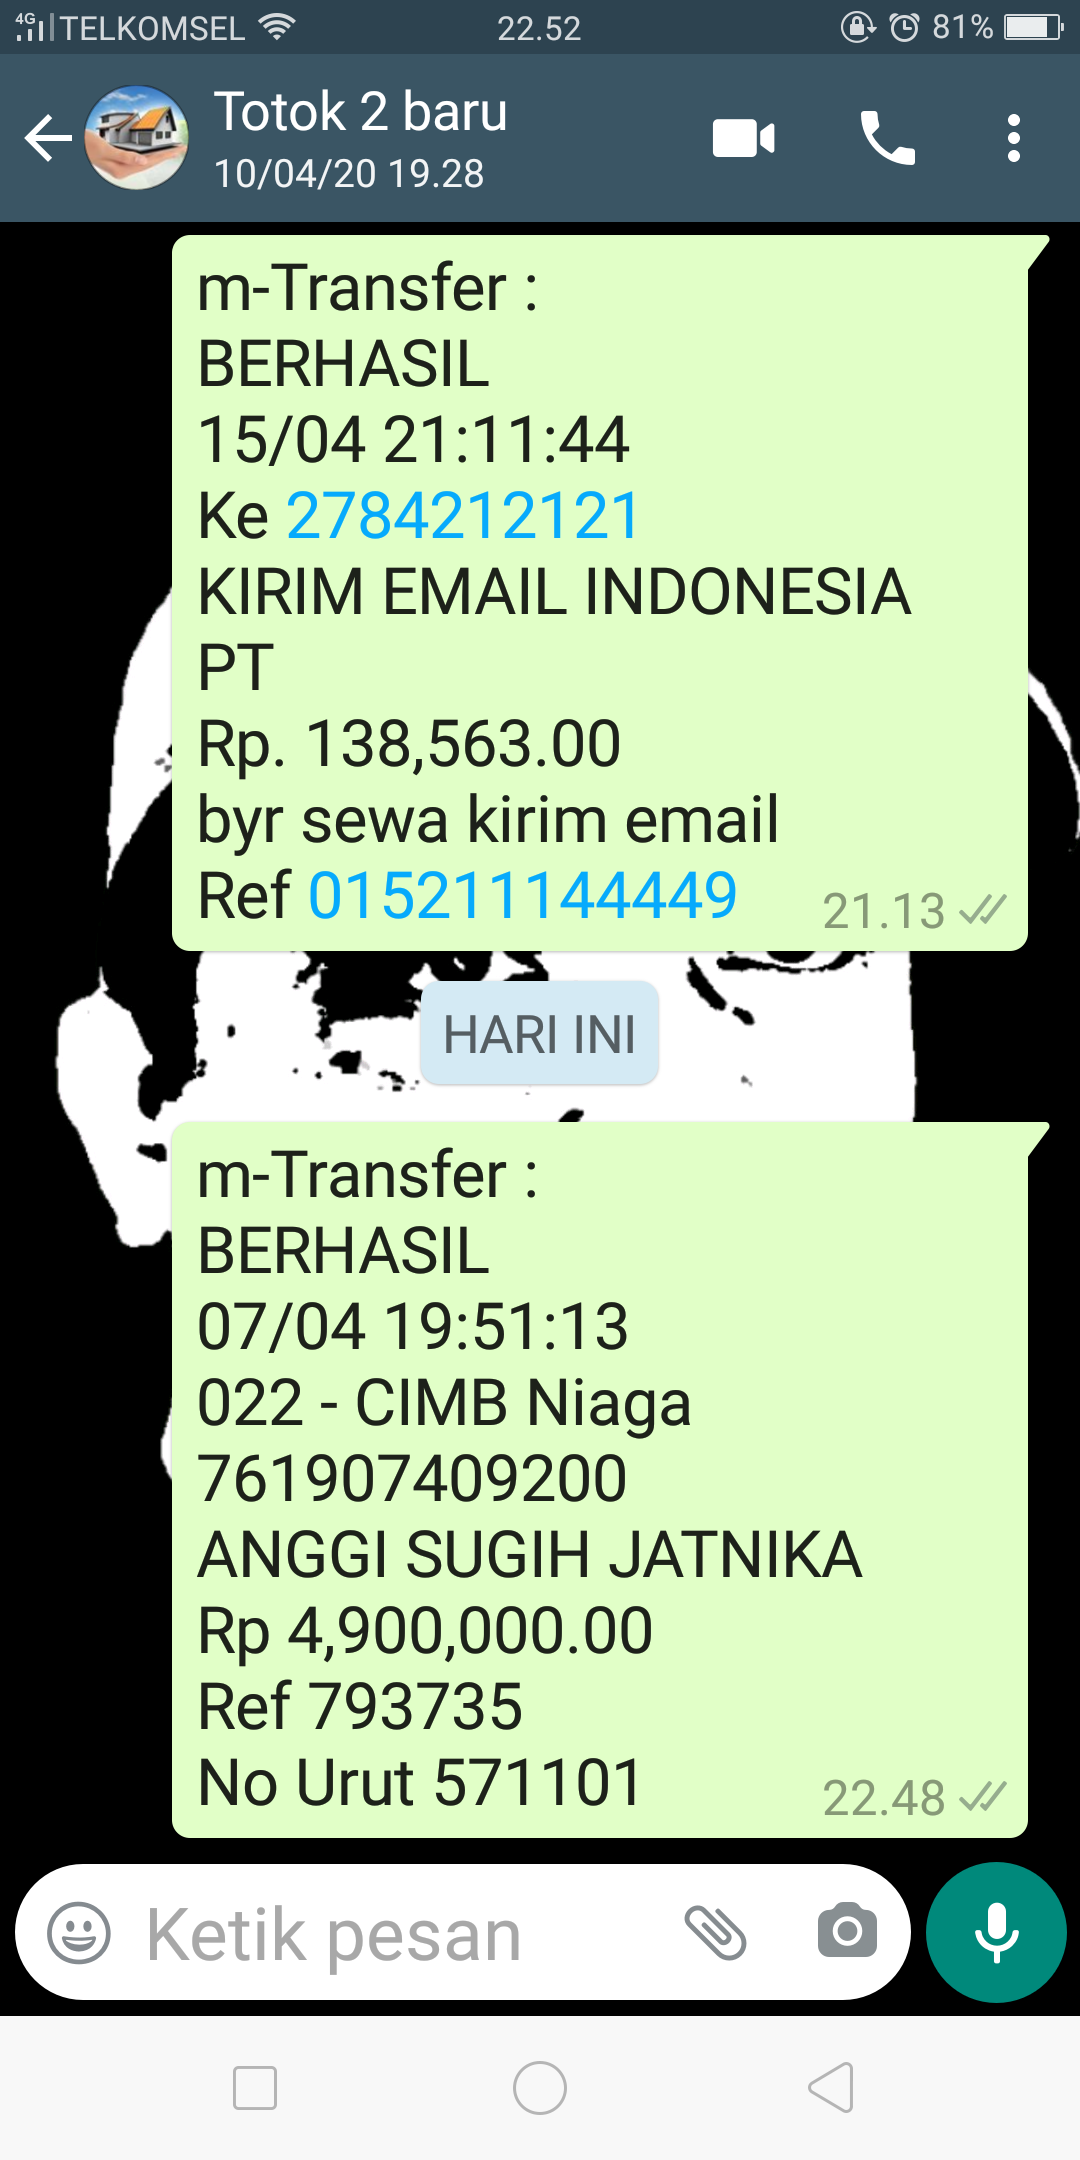 4G TELKOMSEL 22.52 81%
Totok 2 baru
10/04/20 19.28
m-Transfer :
BERHASIL
15/04 21:11:44
Ke 2784212121
KIRIM EMAIL INDONESIA
PT
Rp. 138,563.00
byr sewa kirim email
Ref 015211144449 21.13
HARI INI
m-Transfer :
BERHASIL
07/04 19:51:13
022 - CIMB Niaga
761907409200
ANGGI SUGIH JATNIKA
Rp 4,900,000.00
Ref 793735
No Urut 571101 22.48
Ketik pesan